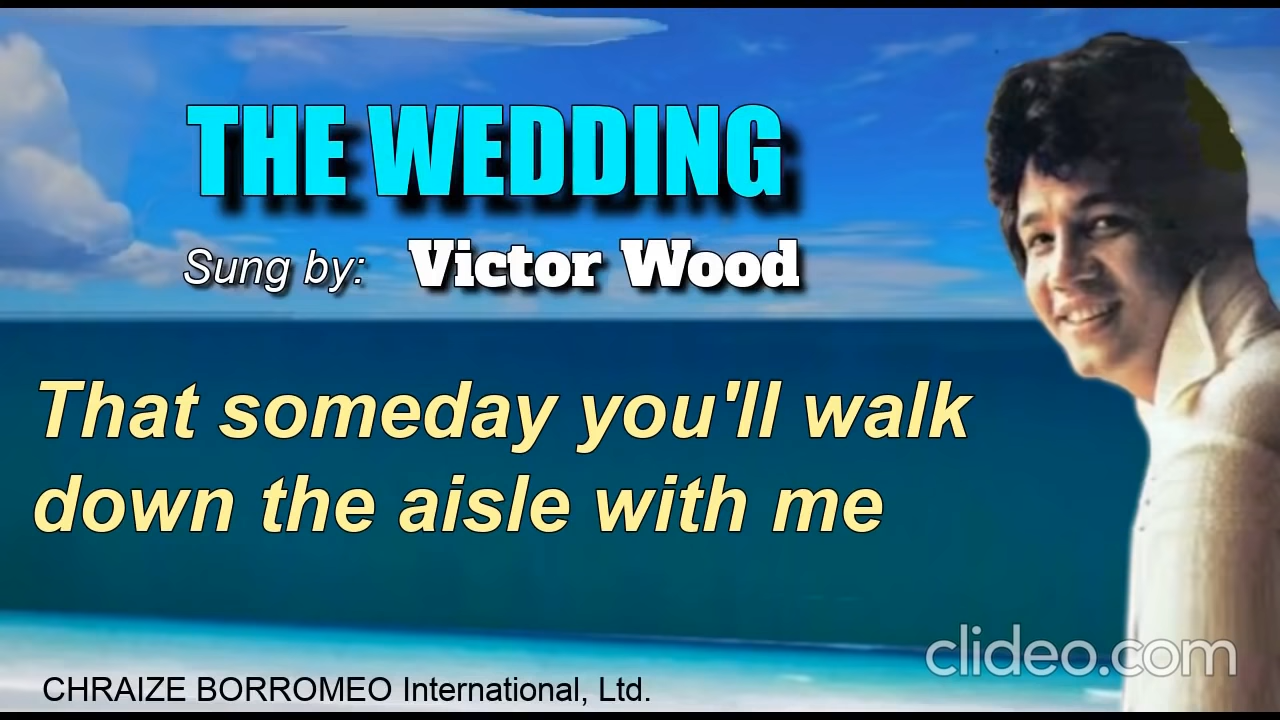 THE WEDDING
Sung by: Victor Wood
That someday you'll walk
down the aisle with me
clideo.com
CHRAIZE BORROMEO International, Ltd.